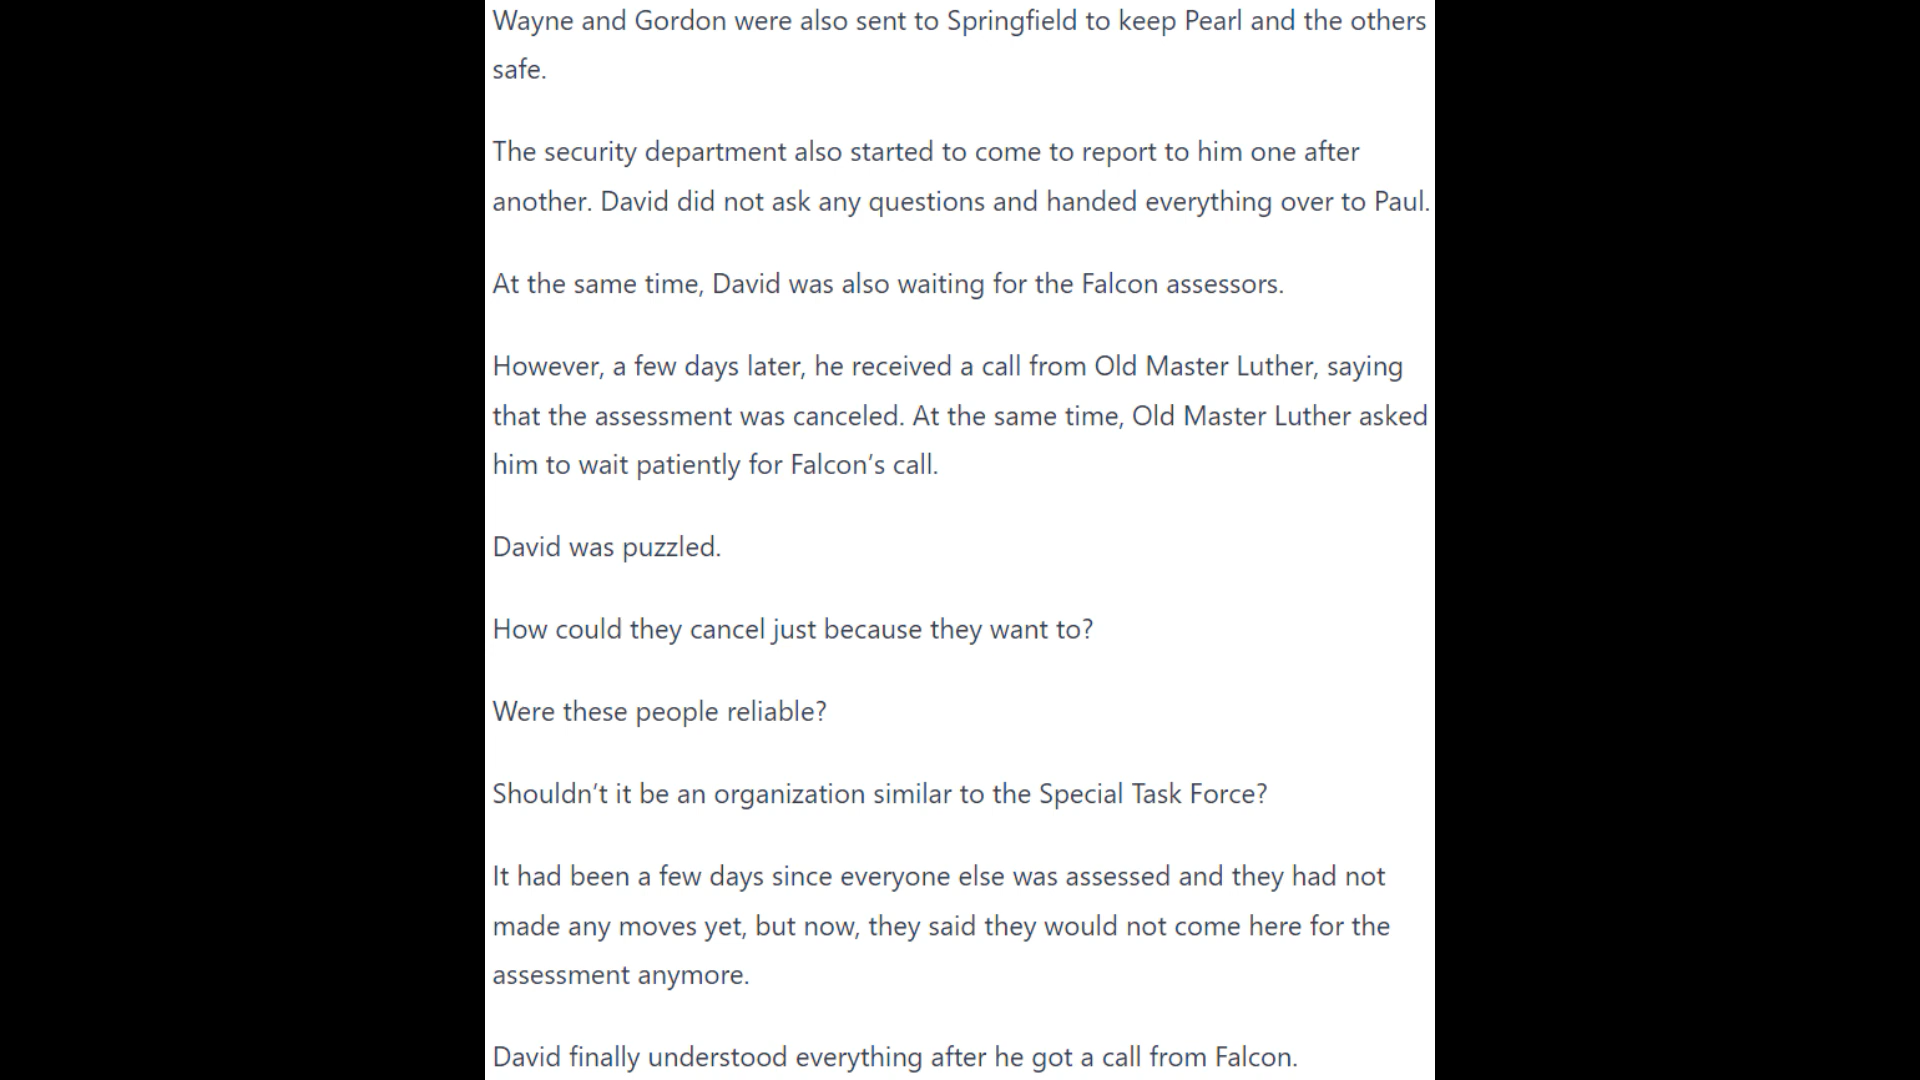 Wayne and Gordon were also sent to Springfield to keep Pearl and the others
safe.
The security department also started to come to report to him one after
another. David did not ask any questions and handed everything over to Paul.
At the same time, David was also waiting for the Falcon assessors.
However, a few days later, he received a call from Old Master Luther, saying
that the assessment was canceled. At the same time, Old Master Luther asked
him to wait patiently for Falcon’s call.
David was puzzled.
How could they cancel just because they want to?
Were these people reliable?
Shouldn’t it be an organization similar to the Special Task Force?
It had been a few days since everyone else was assessed and they had not
made any moves yet, but now, they said they would not come here for the
assessment anymore.
David finally understood everything after he got a call from Falcon.